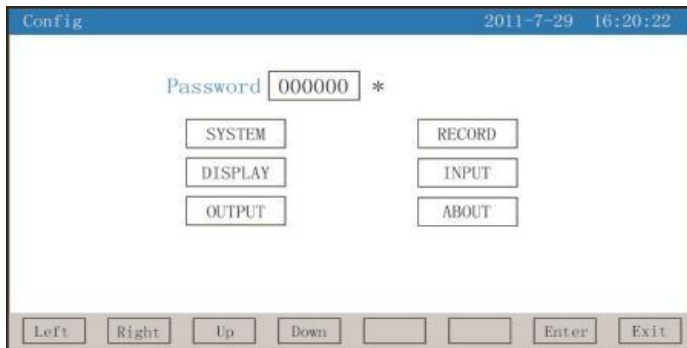 Config 2011-7-29 16:20:22
Password 000000 *
SYSTEM RECORD
DISPLAY INPUT
OUTPUT ABOUT
Left Right Up Down Enter Exit